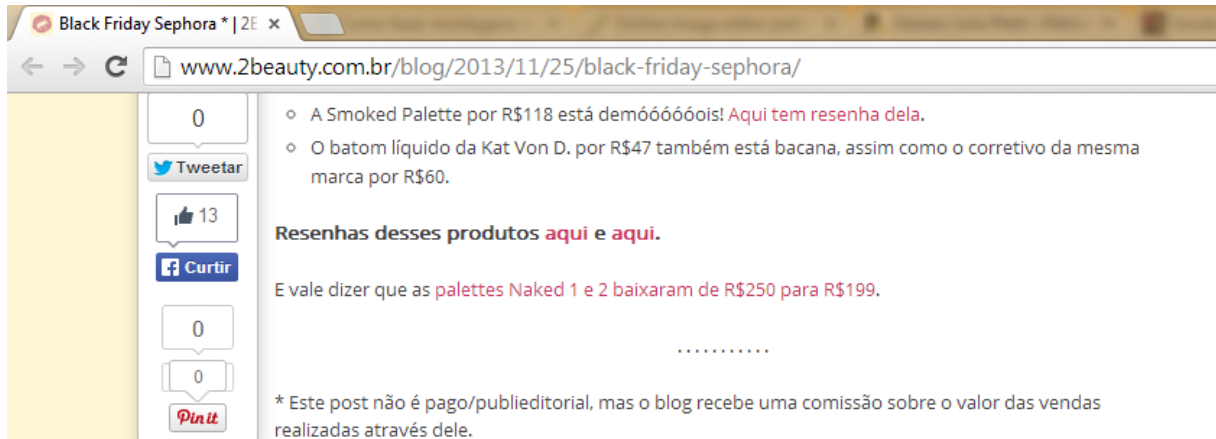 Black Friday Sephora * | 2B
www.2beauty.com.br/blog/2013/11/25/black-friday-sephora/
0
Tweetar
13
Curtir
0
0
Pinit
A Smoked Palette por R$118 está demóóóóóóois! Aqui tem resenha dela.
O batom líquido da Kat Von D. por R$47 também está bacana, assim como o corretivo da mesma
marca por R$60.
Resenhas desses produtos aqui e aqui.
E vale dizer que as palettes Naked 1 e 2 baixaram de R$250 para R$199.
...........
* Este post não é pago/publieditorial, mas o blog recebe uma comissão sobre o valor das vendas
realizadas através dele.